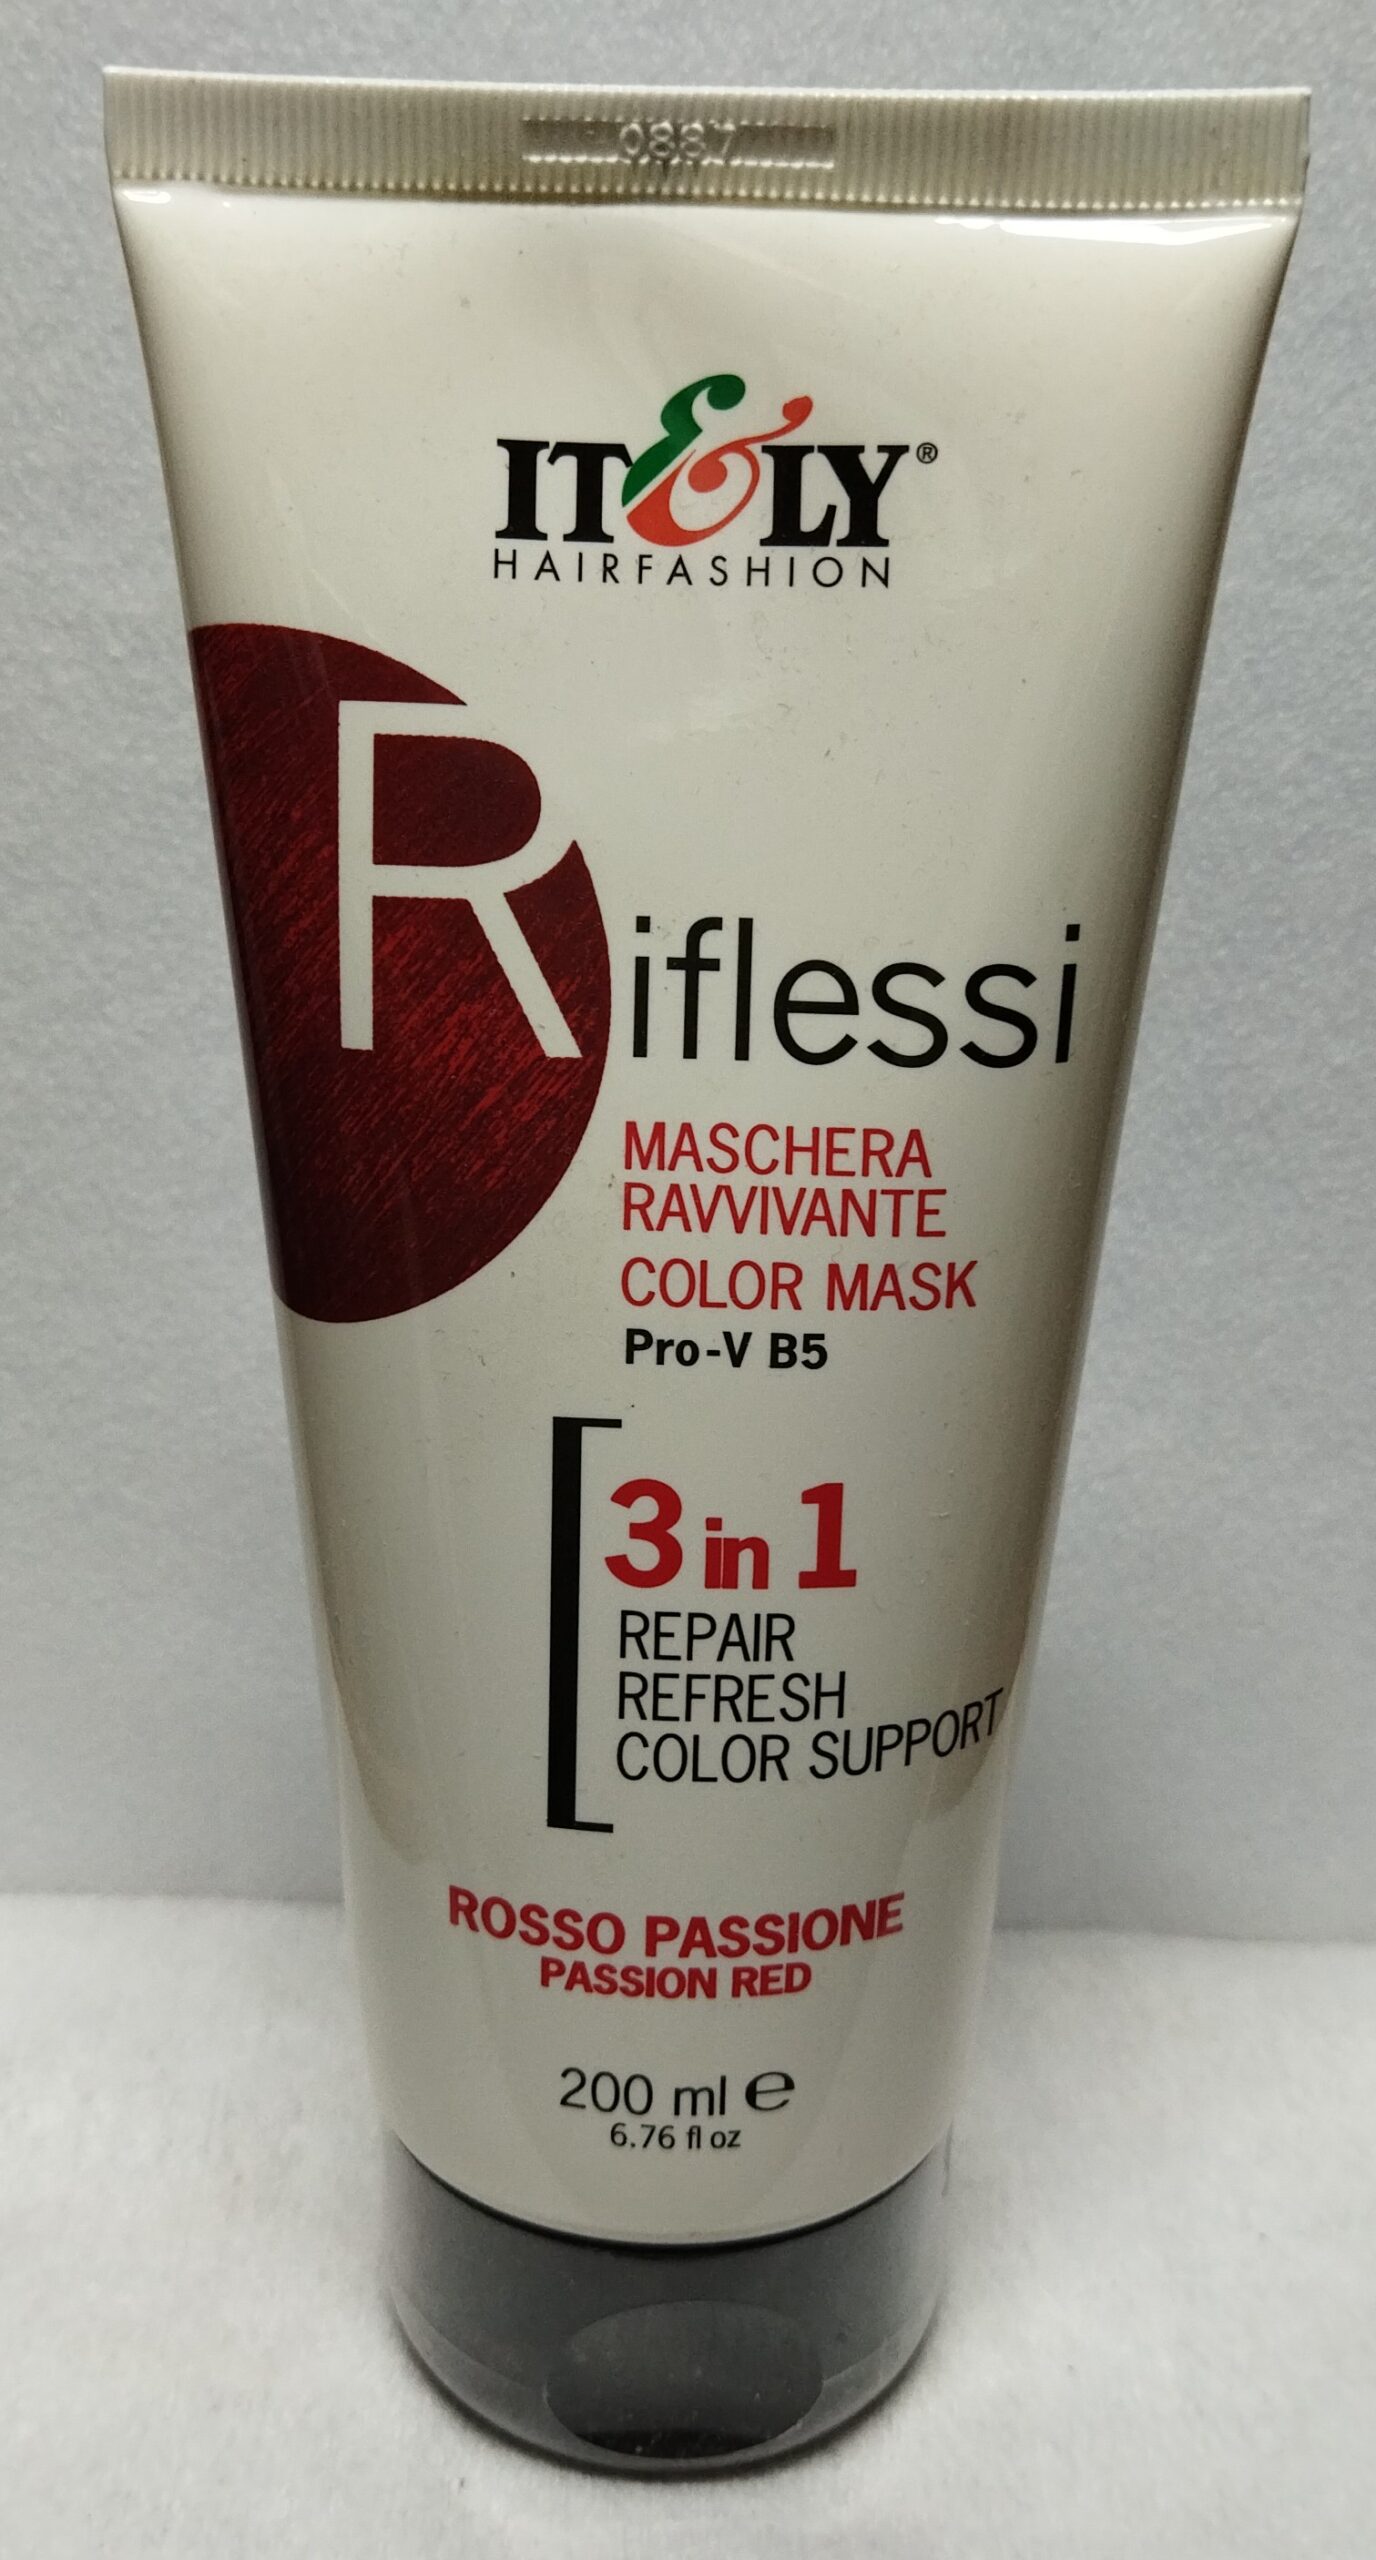 0887
IT&LY®
HAIRFASHION
Riflessi
MASCHERA
RAVVIVANTE
COLOR MASK
Pro-V B5
3 in 1
REPAIR
REFRESH
COLOR SUPPORT
ROSSO PASSIONE
PASSION RED
200 ml ℮
6.76 fl oz